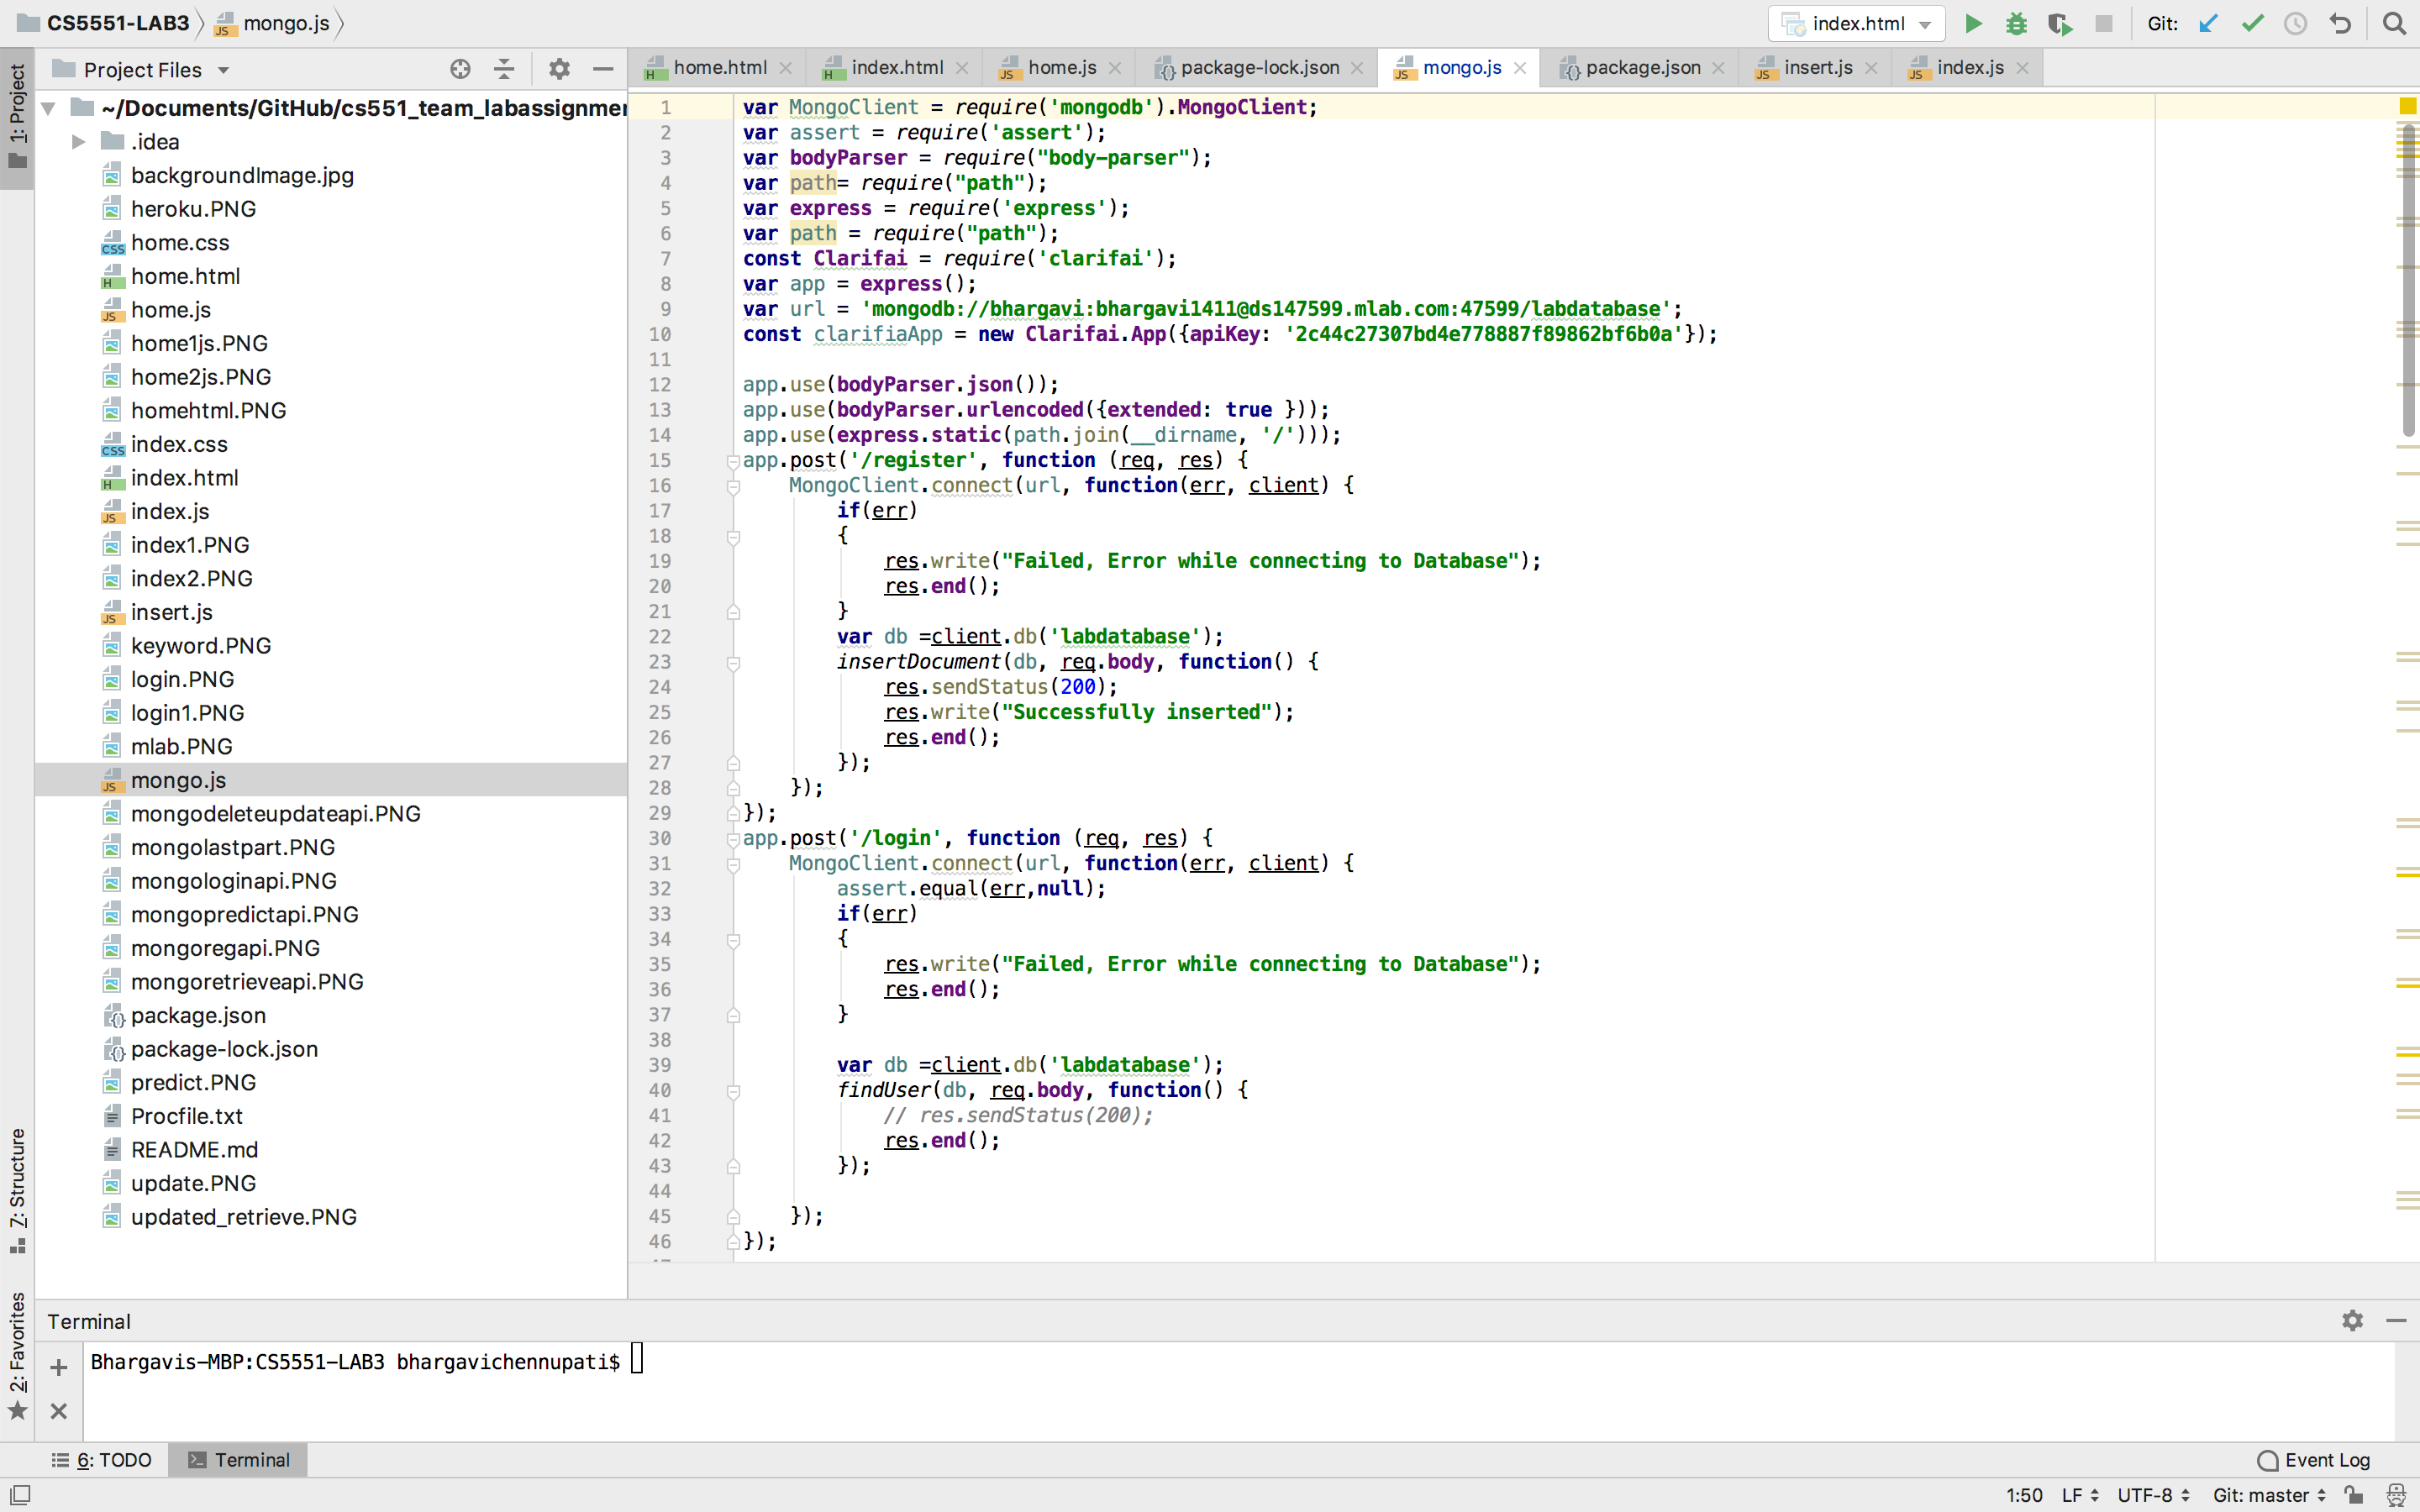 CS5551-LAB3 mongo.js index.html Git:
Project Files
home.html index.html home.js package-lock.json mongo.js package.json insert.js index.js
1: Project
7: Structure
2: Favorites
~/Documents/GitHub/cs551_team_labassignmer
.idea
backgroundImage.jpg
heroku.PNG
home.css
home.html
home.js
home1js.PNG
home2js.PNG
homehtml.PNG
index.css
index.html
index.js
index1.PNG
index2.PNG
insert.js
keyword.PNG
login.PNG
login1.PNG
mlab.PNG
mongo.js
mongodeleteupdateapi.PNG
mongolastpart.PNG
mongologinapi.PNG
mongopredictapi.PNG
mongoregapi.PNG
mongoretrieveapi.PNG
package.json
package-lock.json
predict.PNG
Procfile.txt
README.md
update.PNG
updated_retrieve.PNG
1 var MongoClient = require('mongodb').MongoClient;
2 var assert = require('assert');
3 var bodyParser = require("body-parser");
4 var path= require("path");
5 var express = require('express');
6 var path = require("path");
7 const Clarifai = require('clarifai');
8 var app = express();
9 var url = 'mongodb://bhargavi:bhargavi1411@ds147599.mlab.com:47599/labdatabase';
10 const clarifiaApp = new Clarifai.App({apiKey: '2c44c27307bd4e778887f89862bf6b0a'});
11
12 app.use(bodyParser.json());
13 app.use(bodyParser.urlencoded({extended: true }));
14 app.use(express.static(path.join(__dirname, '/')));
15 app.post('/register', function (req, res) {
16 MongoClient.connect(url, function(err, client) {
17 if(err)
18 {
19 res.write("Failed, Error while connecting to Database");
20 res.end();
21 }
22 var db =client.db('labdatabase');
23 insertDocument(db, req.body, function() {
24 res.sendStatus(200);
25 res.write("Successfully inserted");
26 res.end();
27 });
28 });
29 });
30 app.post('/login', function (req, res) {
31 MongoClient.connect(url, function(err, client) {
32 assert.equal(err,null);
33 if(err)
34 {
35 res.write("Failed, Error while connecting to Database");
36 res.end();
37 }
38
39 var db =client.db('labdatabase');
40 findUser(db, req.body, function() {
41 // res.sendStatus(200);
42 res.end();
43 });
44
45 });
46 });
Terminal
Bhargavis-MBP:CS5551-LAB3 bhargavichennupati$
6: TODO Terminal Event Log
1:50 LF UTF-8 Git: master